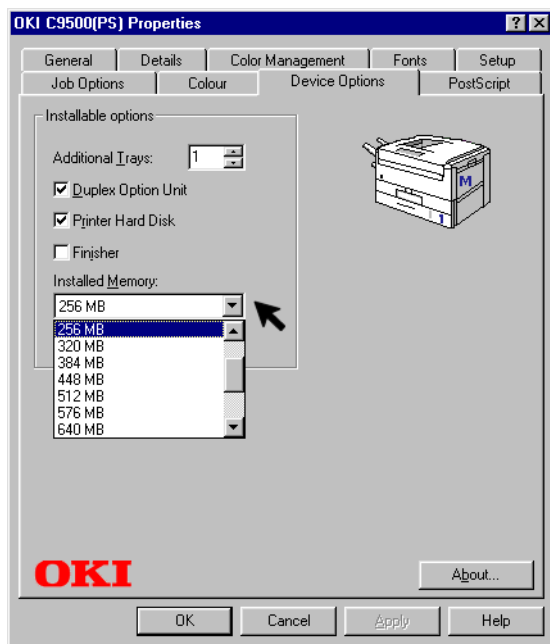 OKI C9500(PS) Properties
General Details Color Management Fonts Setup
Job Options Colour Device Options PostScript
Installable options
Additional Trays: 1
Duplex Option Unit
Printer Hard Disk
Finisher
Installed Memory:
256 MB
256 MB
320 MB
384 MB
448 MB
512 MB
576 MB
640 MB
M
1
OKI
About...
OK Cancel Apply Help